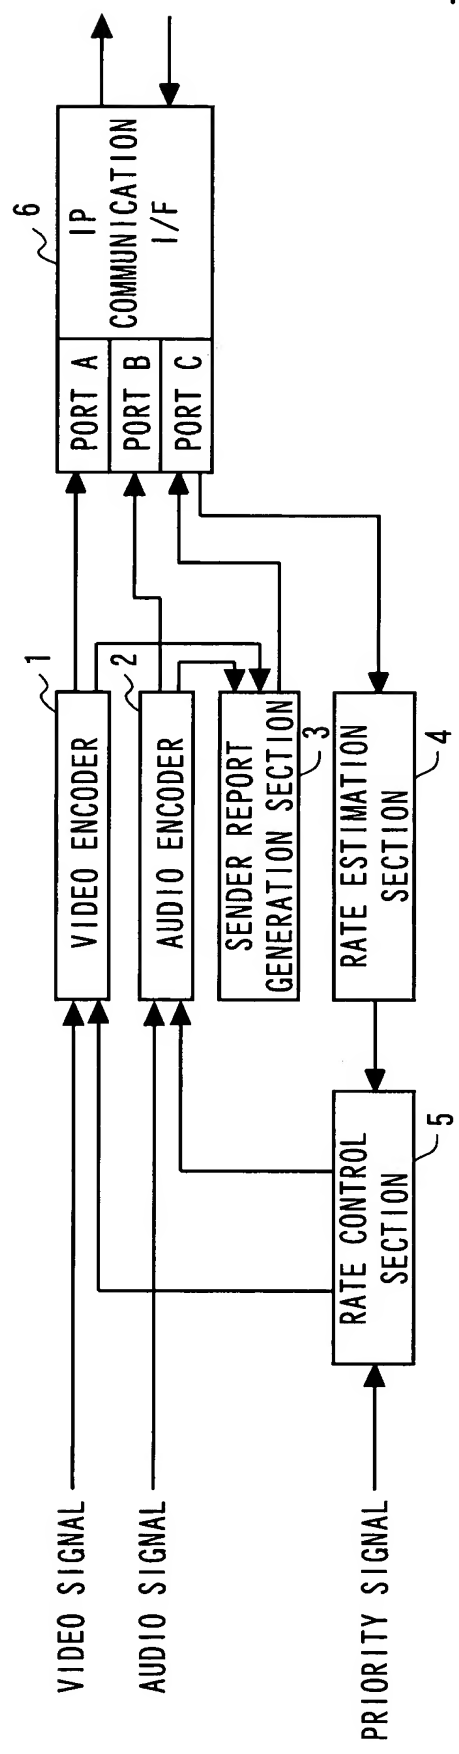 VIDEO SIGNAL
AUDIO SIGNAL
PRIORITY SIGNAL
1
VIDEO ENCODER
2
AUDIO ENCODER
SENDER REPORT
GENERATION SECTION
3
RATE ESTIMATION
SECTION
4
RATE CONTROL
SECTION
5
6
PORT A
PORT B
PORT C
IP
COMMUNICATION
I/F